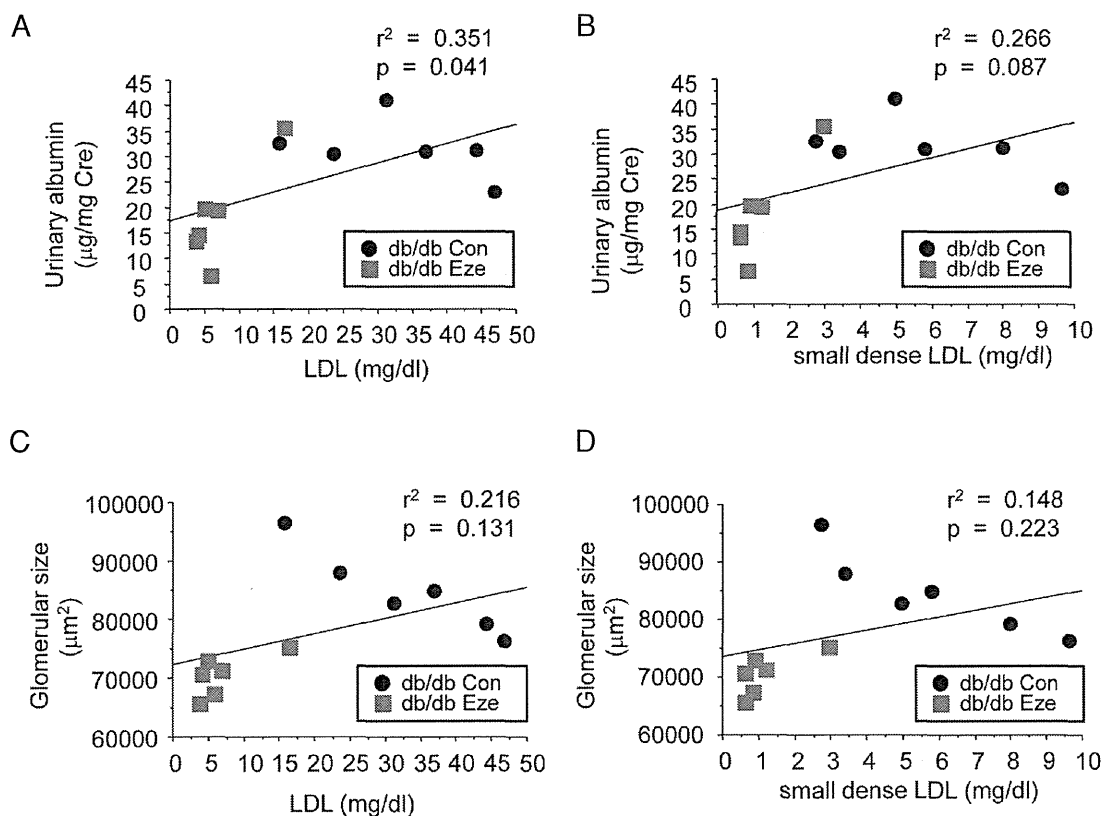 A
r² = 0.351
p = 0.041
Urinary albumin
(μg/mg Cre)
45
40
35
30
25
20
15
10
5
0
db/db Con
db/db Eze
0 5 10 15 20 25 30 35 40 45 50
LDL (mg/dl)
B
r² = 0.266
p = 0.087
Urinary albumin
(μg/mg Cre)
45
40
35
30
25
20
15
10
5
0
db/db Con
db/db Eze
0 1 2 3 4 5 6 7 8 9 10
small dense LDL (mg/dl)
C
r² = 0.216
p = 0.131
Glomerular size
(μm²)
100000
90000
80000
70000
60000
db/db Con
db/db Eze
0 5 10 15 20 25 30 35 40 45 50
LDL (mg/dl)
D
r² = 0.148
p = 0.223
Glomerular size
(μm²)
100000
90000
80000
70000
60000
db/db Con
db/db Eze
0 1 2 3 4 5 6 7 8 9 10
small dense LDL (mg/dl)